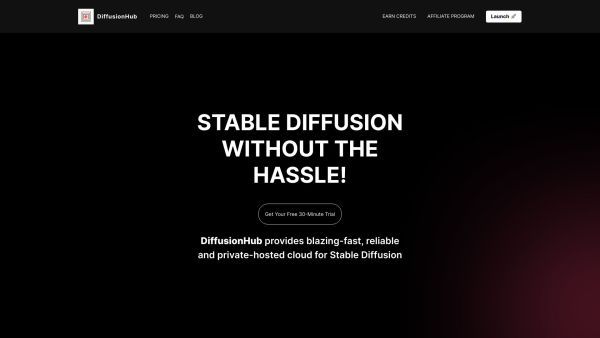 DiffusionHub PRICING FAQ BLOG EARN CREDITS AFFILIATE PROGRAM Launch 🚀
STABLE DIFFUSION
WITHOUT THE
HASSLE!
Get Your Free 30-Minute Trial
DiffusionHub provides blazing-fast, reliable
and private-hosted cloud for Stable Diffusion